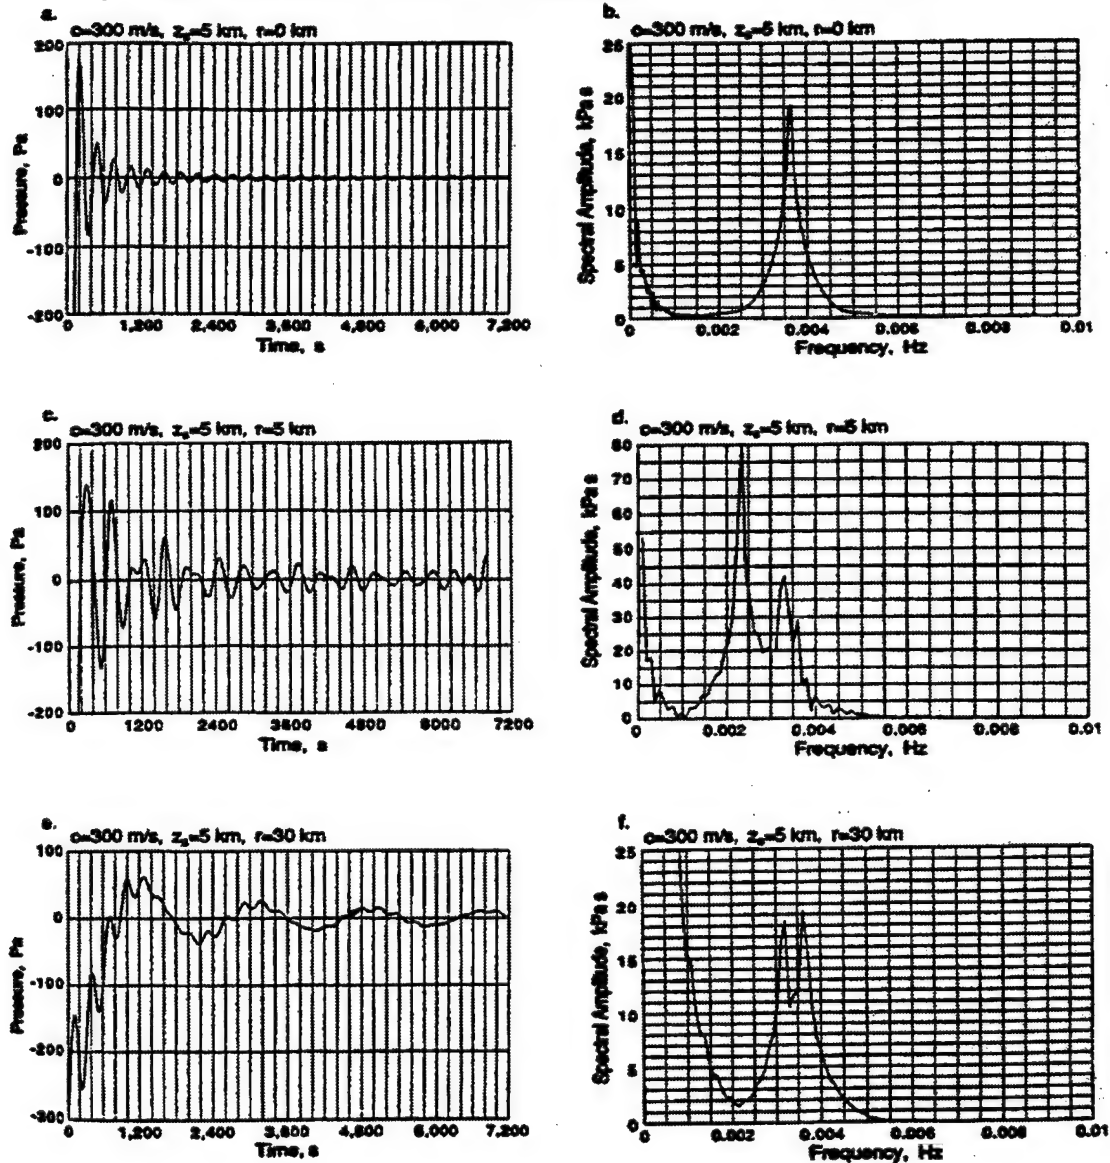 a.
c=300 m/s, z_s=5 km, r=0 km
200
100
0
-100
-200
Pressure, Pa
0 1,200 2,400 3,600 4,800 6,000 7,200
Time, s
b.
c=300 m/s, z_s=5 km, r=0 km
25
20
15
10
5
0
Spectral Amplitude, kPa s
0 0.002 0.004 0.006 0.008 0.01
Frequency, Hz
c.
c=300 m/s, z_s=5 km, r=5 km
200
100
0
-100
-200
Pressure, Pa
0 1200 2400 3600 4800 6000 7200
Time, s
d.
c=300 m/s, z_s=5 km, r=5 km
80
70
60
50
40
30
20
10
0
Spectral Amplitude, kPa s
0 0.002 0.004 0.006 0.008 0.01
Frequency, Hz
e.
c=300 m/s, z_s=5 km, r=30 km
100
0
-100
-200
-300
Pressure, Pa
0 1,200 2,400 3,600 4,800 6,000 7,200
Time, s
f.
c=300 m/s, z_s=5 km, r=30 km
25
20
15
10
5
0
Spectral Amplitude, kPa s
0 0.002 0.004 0.006 0.008 0.01
Frequency, Hz